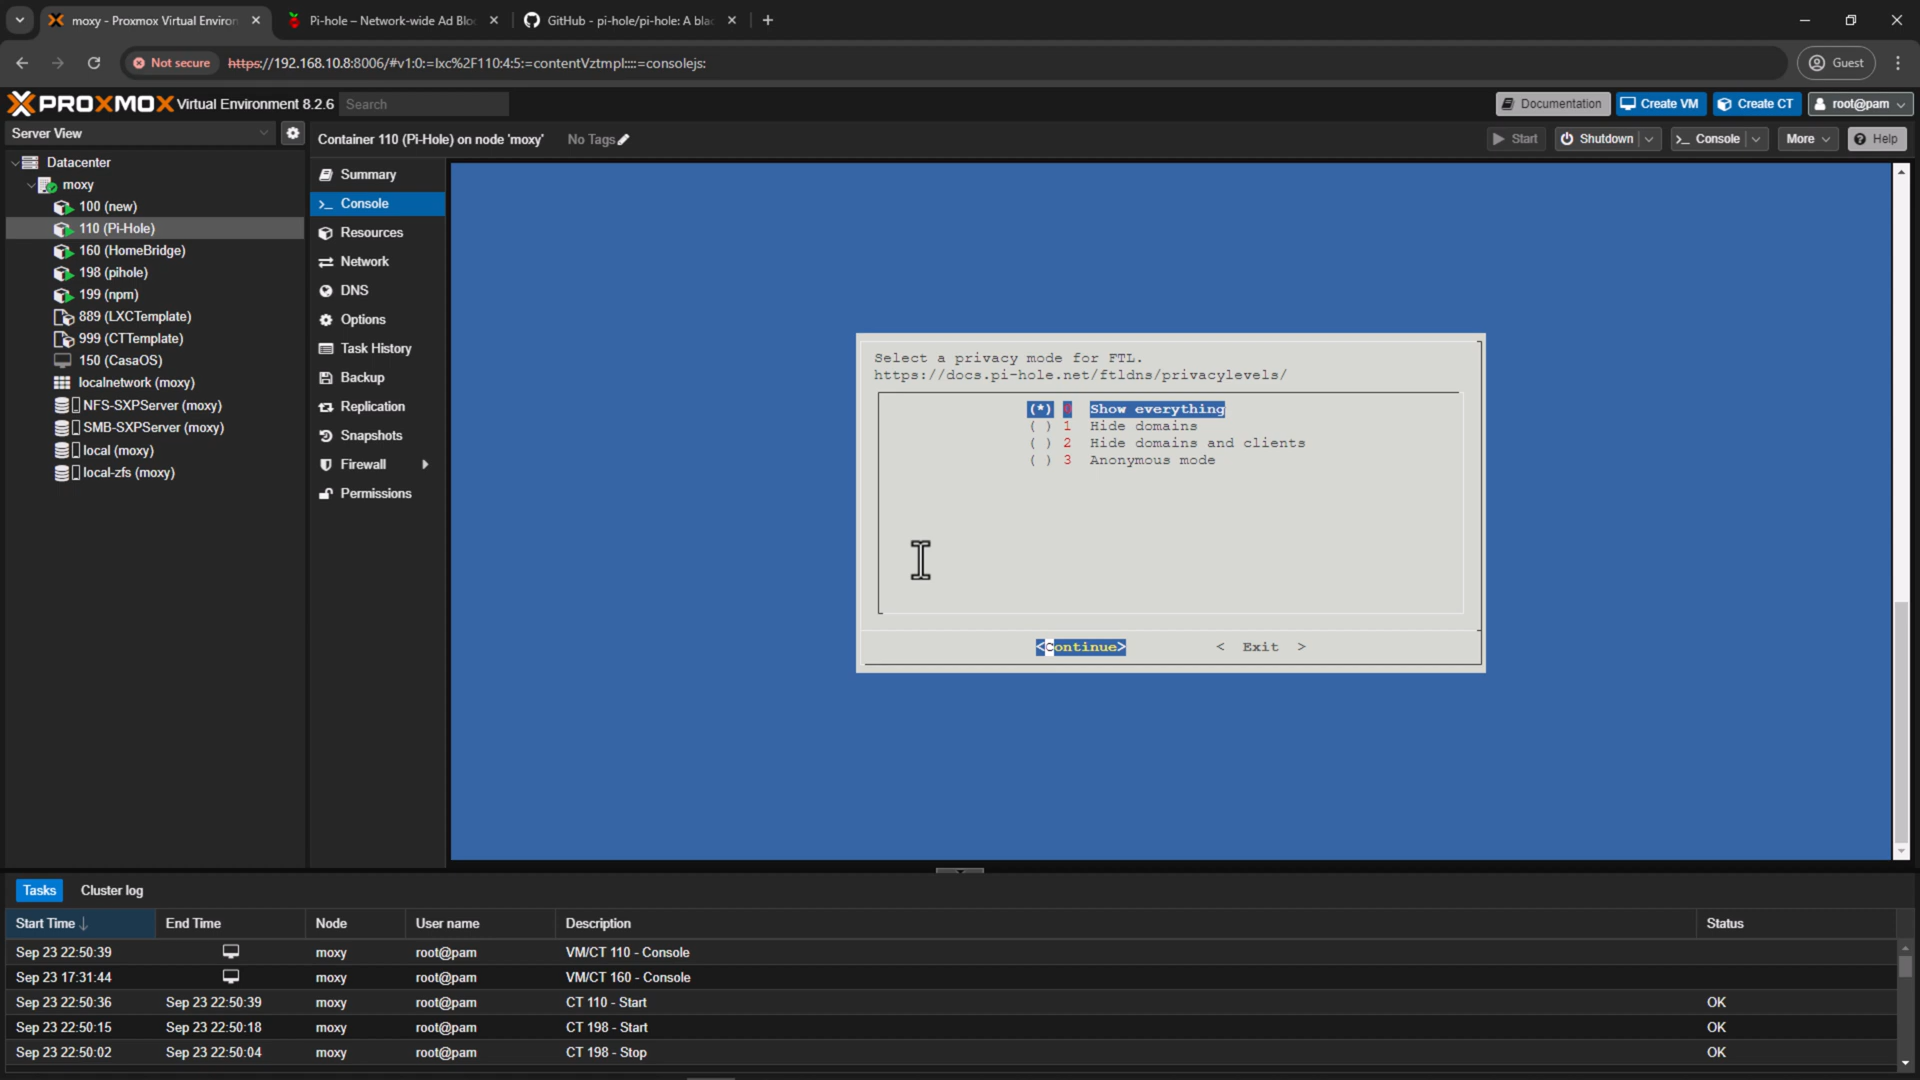 moxy - Proxmox Virtual Environ
Pi-hole – Network-wide Ad Bloc
GitHub - pi-hole/pi-hole: A blac
Not secure
https://192.168.10.8:8006/#v1:0:=lxc%2F110:4:5:=contentVztmpl::::=consolejs:
Guest
PROXMOX Virtual Environment 8.2.6
Search
Documentation
Create VM
Create CT
root@pam
Server View
Container 110 (Pi-Hole) on node 'moxy'
No Tags
Start
Shutdown
Console
More
Help
Datacenter
moxy
100 (new)
110 (Pi-Hole)
160 (HomeBridge)
198 (pihole)
199 (npm)
889 (LXCTemplate)
999 (CTTemplate)
150 (CasaOS)
localnetwork (moxy)
NFS-SXPServer (moxy)
SMB-SXPServer (moxy)
local (moxy)
local-zfs (moxy)
Summary
Console
Resources
Network
DNS
Options
Task History
Backup
Replication
Snapshots
Firewall
Permissions
Select a privacy mode for FTL.
https://docs.pi-hole.net/ftldns/privacylevels/
(*) 0 Show everything
( ) 1 Hide domains
( ) 2 Hide domains and clients
( ) 3 Anonymous mode
<Continue> < Exit >
Tasks Cluster log
Start Time End Time Node User name Description Status
Sep 23 22:50:39 moxy root@pam VM/CT 110 - Console
Sep 23 17:31:44 moxy root@pam VM/CT 160 - Console
Sep 23 22:50:36 Sep 23 22:50:39 moxy root@pam CT 110 - Start OK
Sep 23 22:50:15 Sep 23 22:50:18 moxy root@pam CT 198 - Start OK
Sep 23 22:50:02 Sep 23 22:50:04 moxy root@pam CT 198 - Stop OK